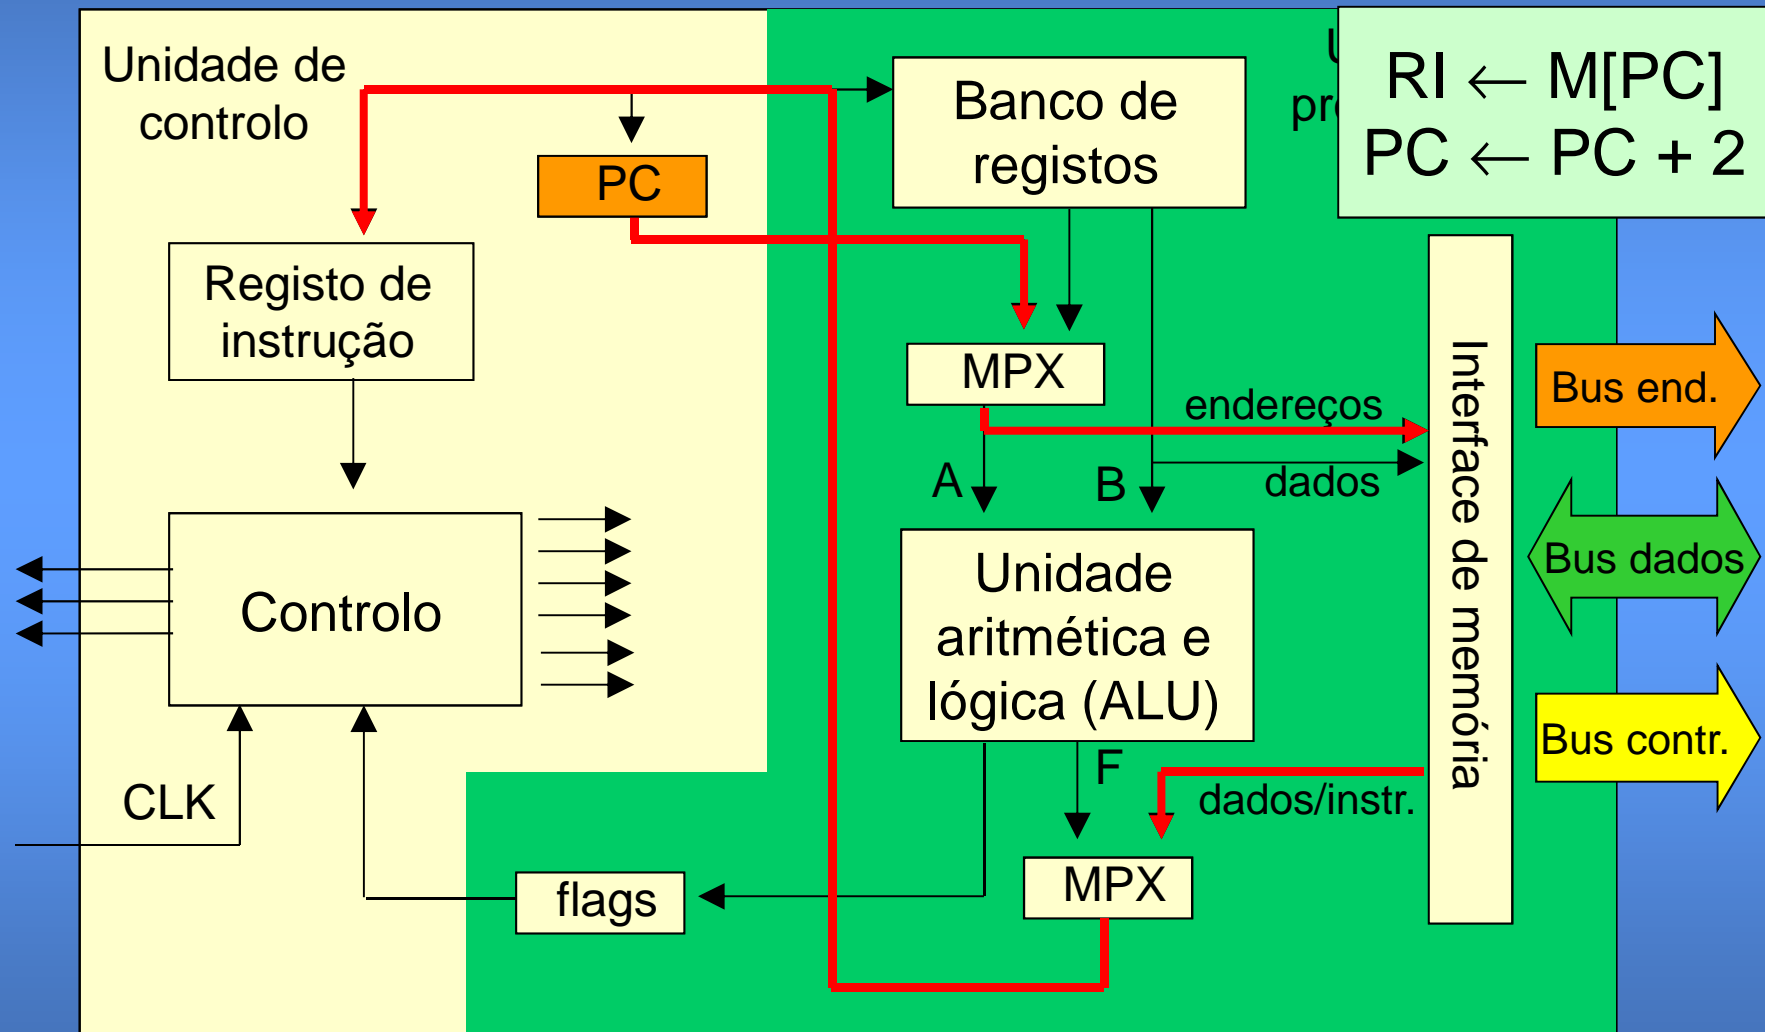 Unidade de
controlo
Banco de
registos
RI ← M[PC]
PC ← PC + 2
PC
Registo de
instrução
MPX
endereços
A
B
dados
Interface de memória
Bus end.
Bus dados
Bus contr.
Controlo
Unidade
aritmética e
lógica (ALU)
F
dados/instr.
CLK
flags
MPX